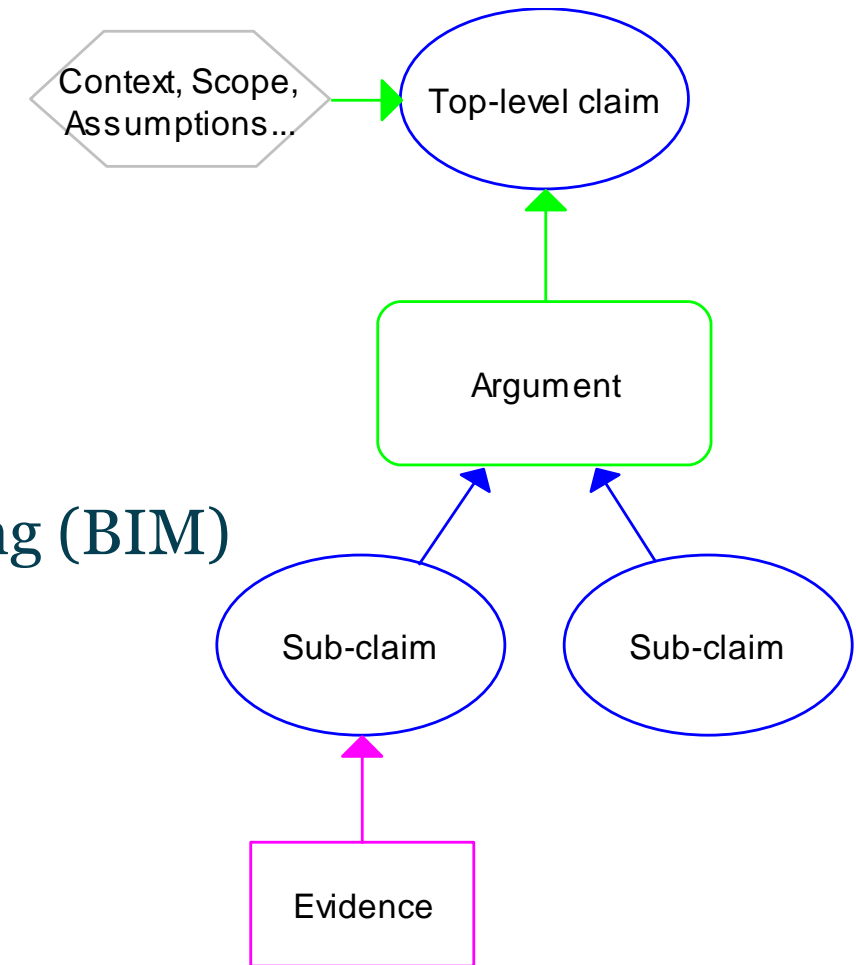 Context, Scope,
Assumptions...
Top-level claim
Argument
(BIM)
Sub-claim
Sub-claim
Evidence